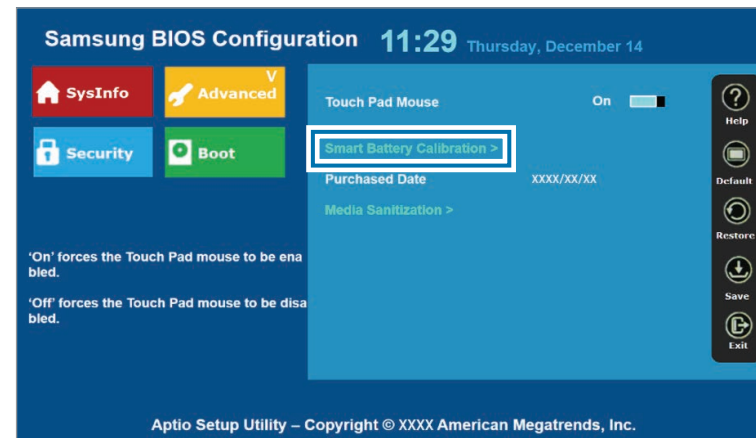 Samsung BIOS Configuration 11:29 Thursday, December 14
SysInfo
V
Advanced
Security
Boot
'On' forces the Touch Pad mouse to be ena
bled.
'Off' forces the Touch Pad mouse to be disa
bled.
Touch Pad Mouse On
Smart Battery Calibration >
Purchased Date XXXX/XX/XX
Media Sanitization >
?
Help
Default
Restore
Save
Exit
Aptio Setup Utility – Copyright © XXXX American Megatrends, Inc.